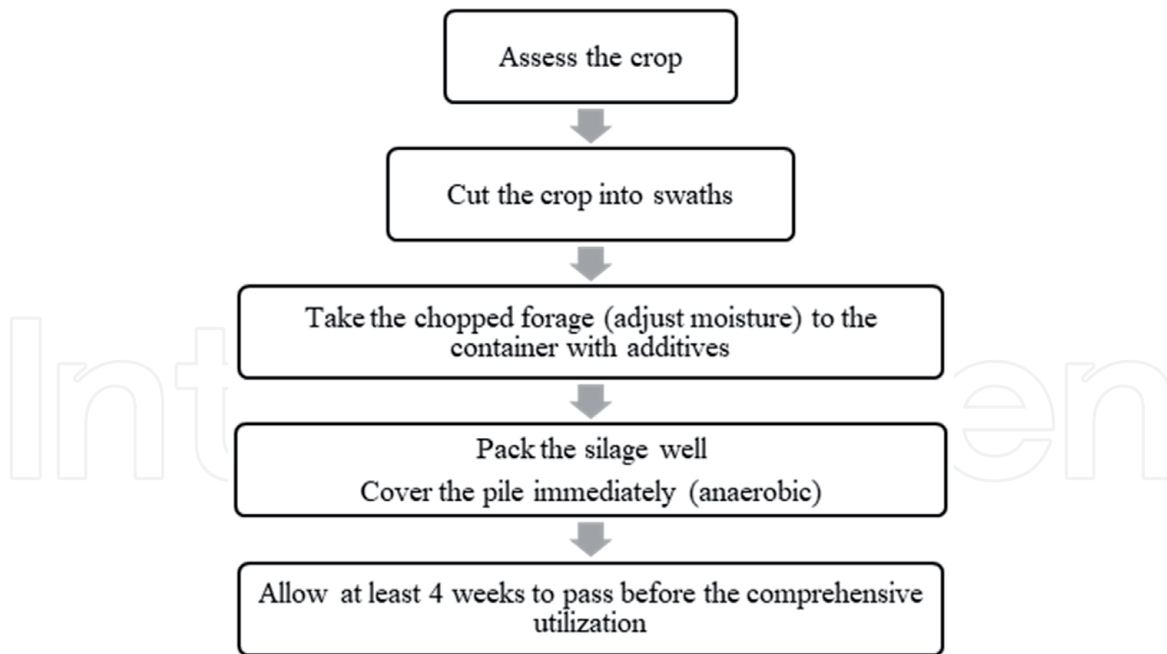 Assess the crop
Cut the crop into swaths
Take the chopped forage (adjust moisture) to the
container with additives
Pack the silage well
Cover the pile immediately (anaerobic)
Allow at least 4 weeks to pass before the comprehensive
utilization
Int
en